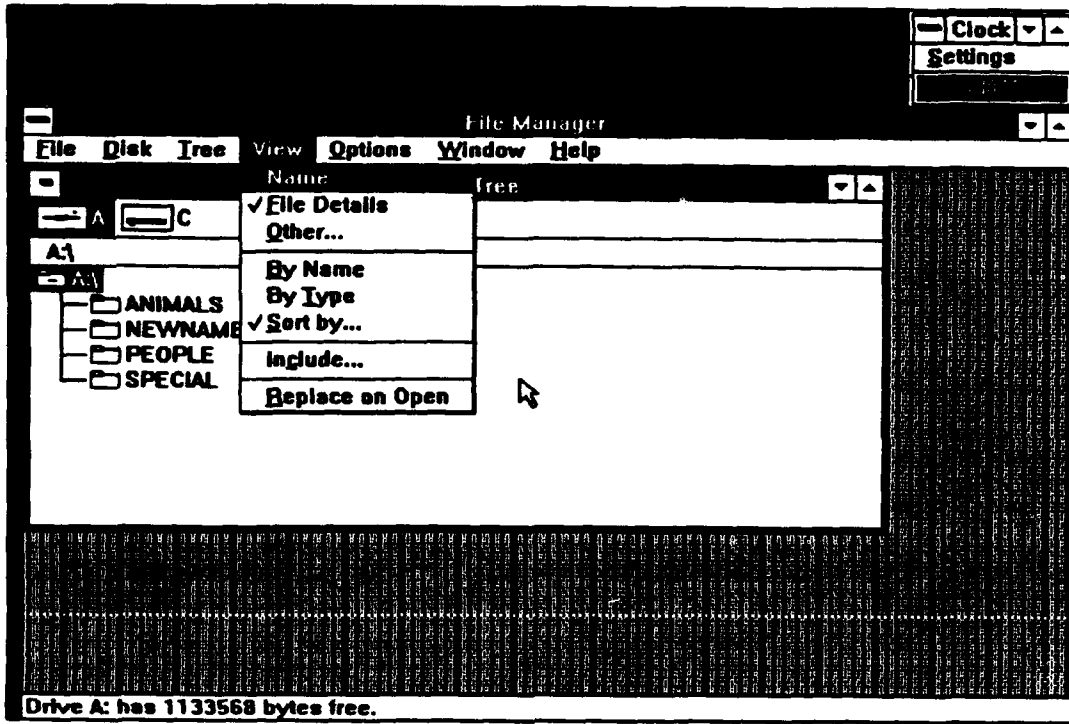 Clock
Settings
File Manager
File Disk Tree View Options Window Help
Name
Tree
File Details
Other...
By Name
By Type
Sort by...
Include...
Replace on Open
A C
A:\
A:\
ANIMALS
NEWNAME
PEOPLE
SPECIAL
Drive A: has 1133568 bytes free.